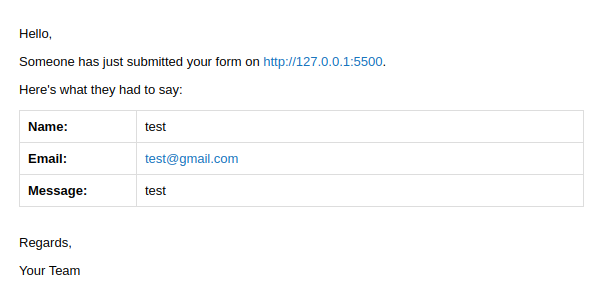 Hello,
Someone has just submitted your form on http://127.0.0.1:5500.
Here's what they had to say:
Name: test
Email: test@gmail.com
Message: test
Regards,
Your Team